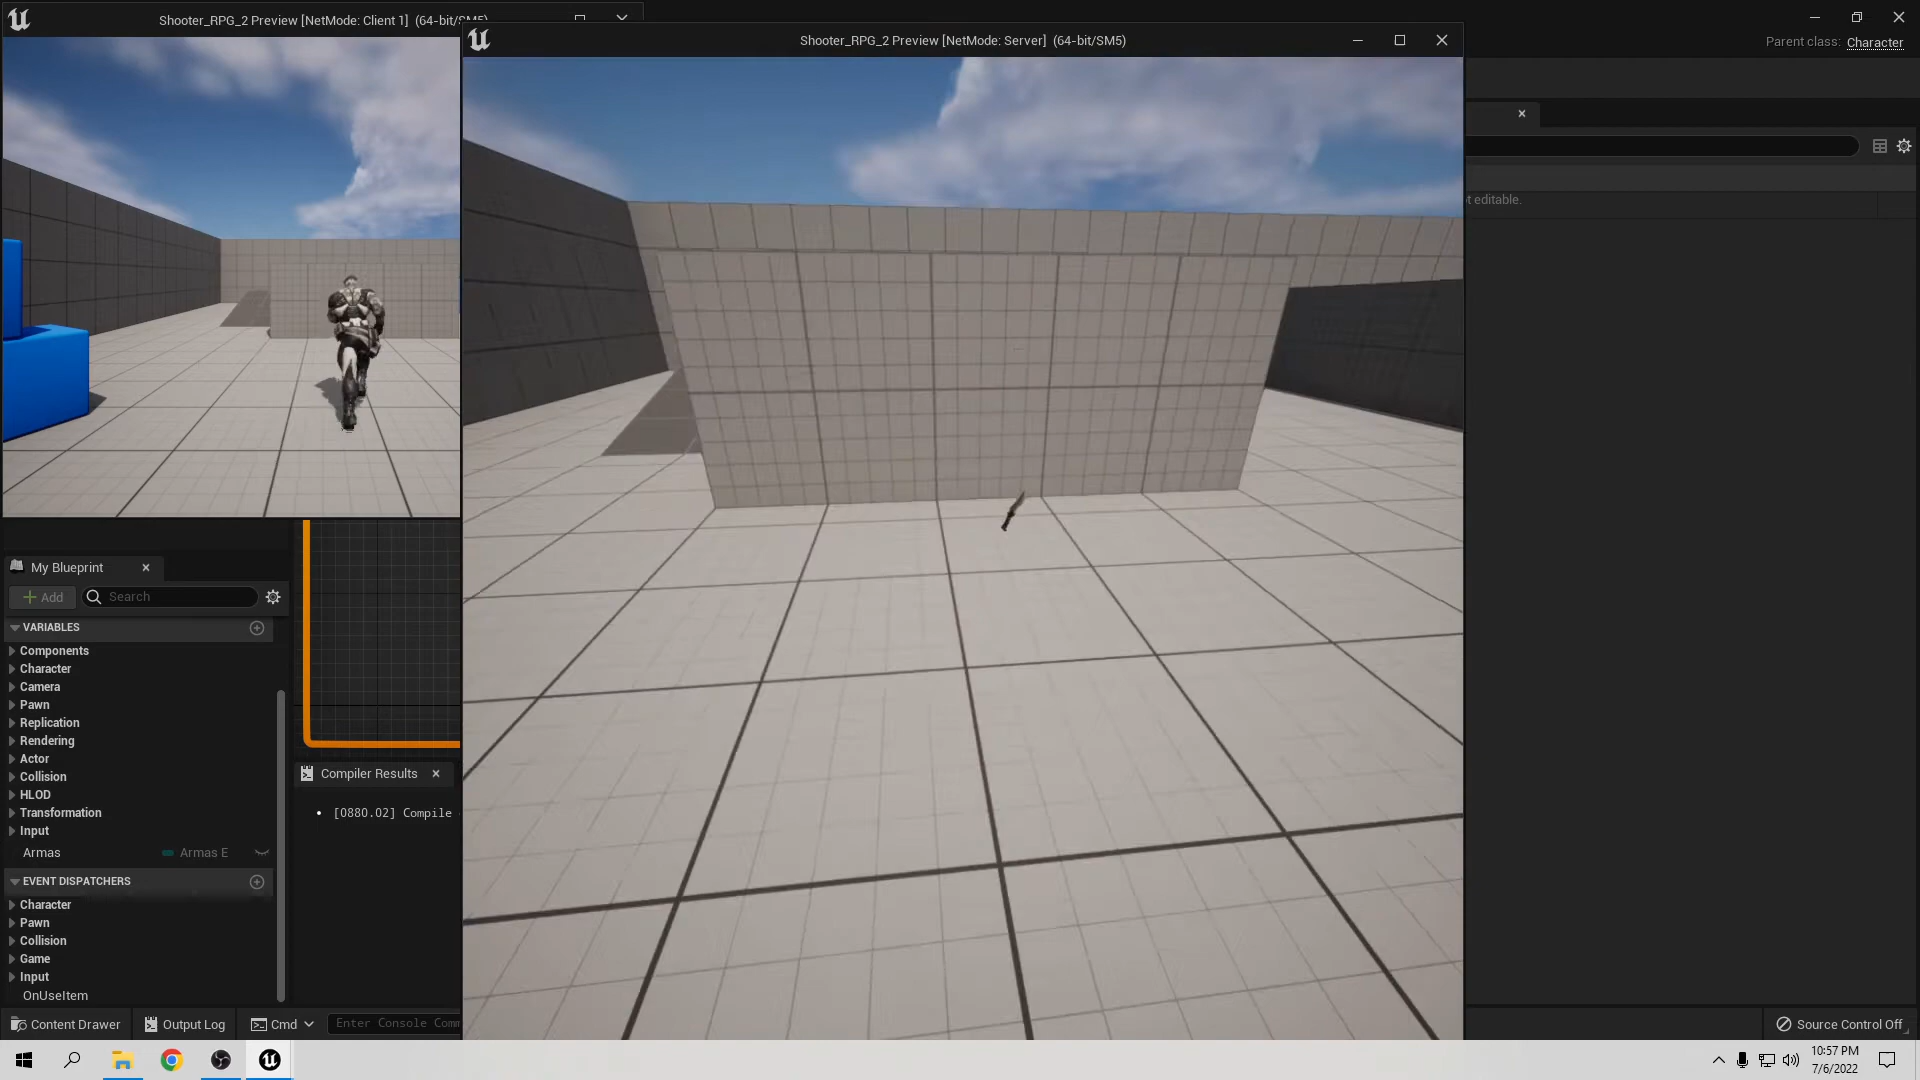 Shooter_RPG_2 Preview [NetMode: Client 1] (64-bit/SM5)
Shooter_RPG_2 Preview [NetMode: Server] (64-bit/SM5)
Parent class: Character
t editable.
My Blueprint
Add
Search
VARIABLES
Components
Character
Camera
Pawn
Replication
Rendering
Actor
Collision
HLOD
Transformation
Input
Armas
Armas E
EVENT DISPATCHERS
Character
Pawn
Collision
Game
Input
OnUseItem
Compiler Results
[0880.02] Compile
Content Drawer
Output Log
Cmd
Enter Console Comm
Source Control Off
10:57 PM
7/6/2022